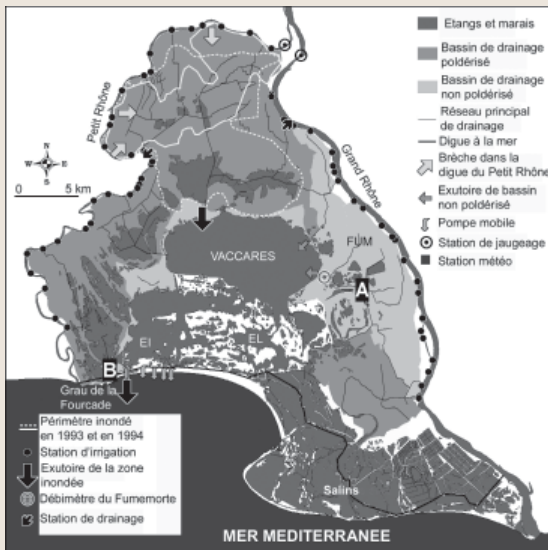 Etangs et marais
Bassin de drainage
poldérisé
Bassin de drainage
non poldérisé
Réseau principal
de drainage
Digue à la mer
Brèche dans la
digue du Petit Rhône
Exutoire de bassin
non poldérisé
Pompe mobile
Station de jaugeage
Station météo
Petit Rhône
N
W
E
S
0 5 km
Grand Rhône
VACCARES
FUM
A
EI
EL
B
Grau de la
Fourcade
Périmètre inondé
en 1993 et en 1994
Station d'irrigation
Exutoire de la zone
inondée
Débimètre du Fumemorte
Station de drainage
Salins
MER MEDITERRANEE